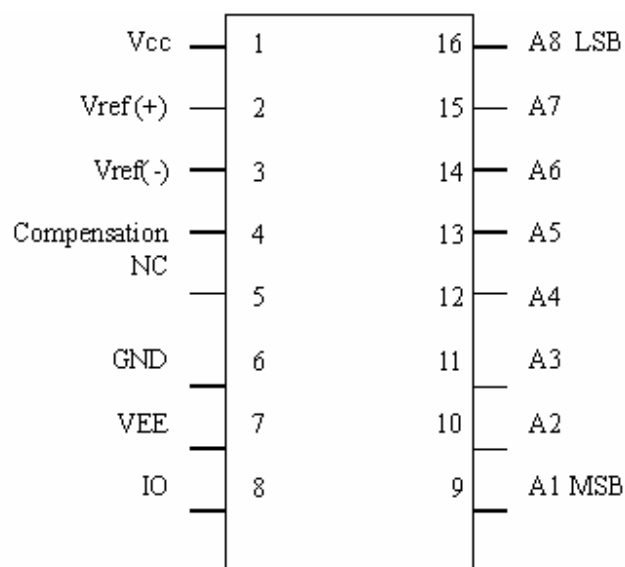 Vcc 1 16 A8 LSB
Vref(+) 2 15 A7
Vref(-) 3 14 A6
Compensation 4 13 A5
NC
5 12 A4
GND 6 11 A3
VEE 7 10 A2
IO 8 9 A1 MSB